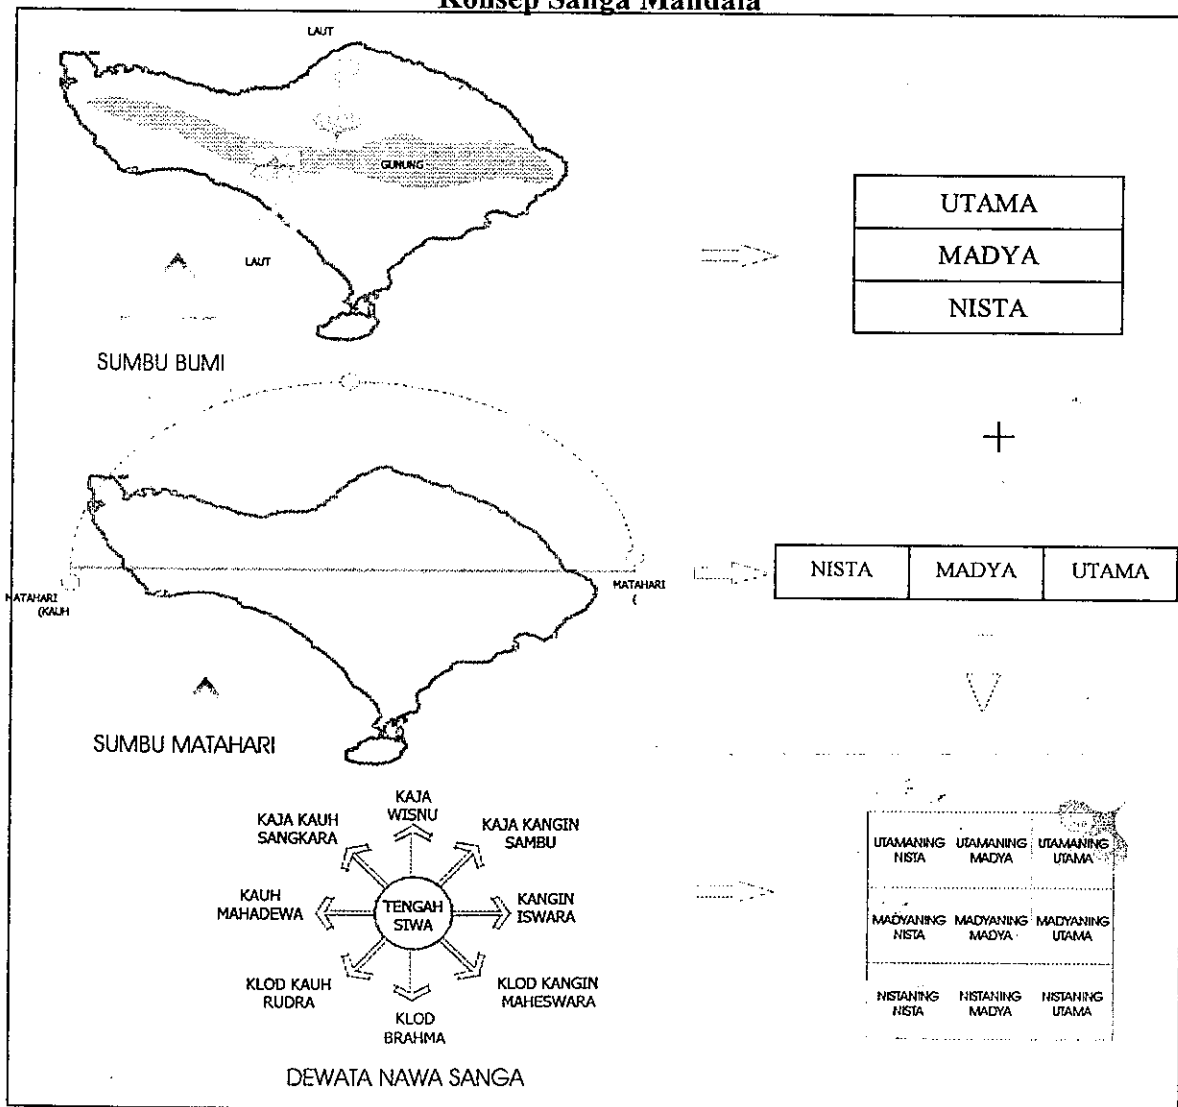 Konsep Sanga Mandala
LAUT
GUNUNG
LAUT
SUMBU BUMI
UTAMA
MADYA
NISTA
+
MATAHARI
(KAUH
MATAHARI
(
NISTA MADYA UTAMA
SUMBU MATAHARI
KAJA
WISNU
KAJA KAUH
SANGKARA
KAJA KANGIN
SAMBU
KAUH
MAHADEWA
TENGAH
SIWA
KANGIN
ISWARA
KLOD KAUH
RUDRA
KLOD KANGIN
MAHESWARA
KLOD
BRAHMA
DEWATA NAWA SANGA
UTAMANING UTAMANING UTAMANING
NISTA MADYA UTAMA
MADYANING MADYANING MADYANING
NISTA MADYA UTAMA
NISTANING NISTANING NISTANING
NISTA MADYA UTAMA